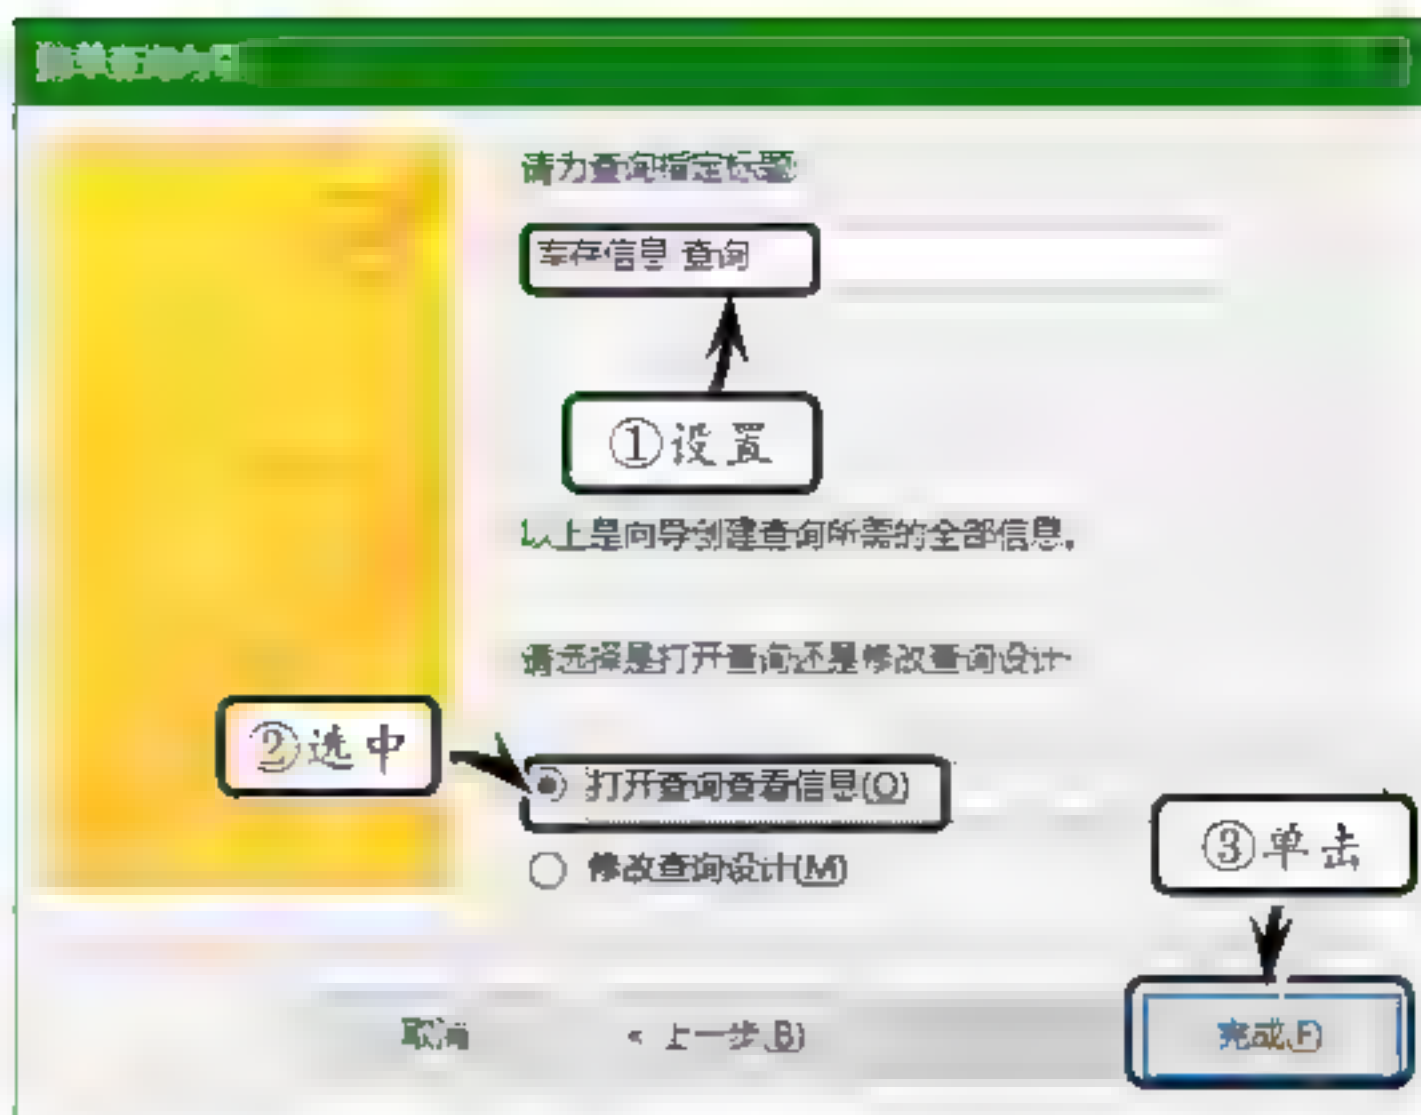 请为查询指定标题:
库存信息 查询
①设置
以上是向导创建查询所需的全部信息。
请选择是打开查询还是修改查询设计:
②选中
打开查询查看信息(O)
修改查询设计(M)
③单击
取消
< 上一步(B)
完成(F)